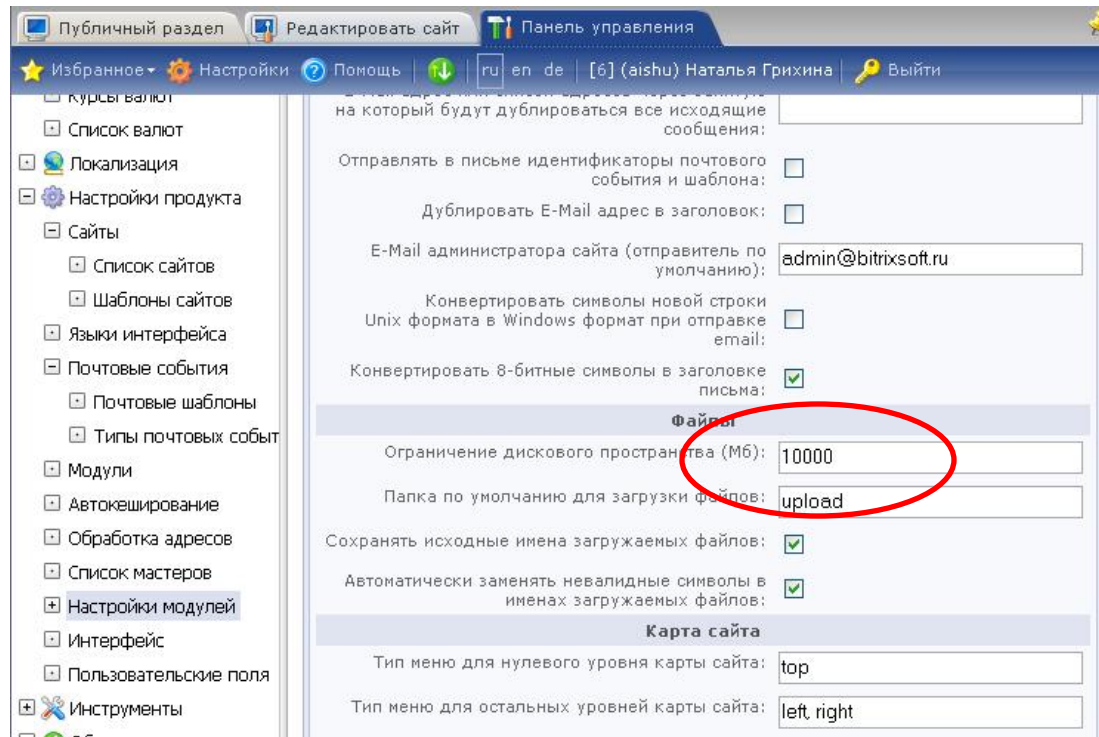 Публичный раздел Редактировать сайт Панель управления
Избранное Настройки Помощь ru en de [6] (aishu) Наталья Грихина Выйти
Курсы валют
Список валют
Локализация
Настройки продукта
Сайты
Список сайтов
Шаблоны сайтов
Языки интерфейса
Почтовые события
Почтовые шаблоны
Типы почтовых событ
Модули
Автокеширование
Обработка адресов
Список мастеров
Настройки модулей
Интерфейс
Пользовательские поля
Инструменты
на который будут дублироваться все исходящие
сообщения:
Отправлять в письме идентификаторы почтового
события и шаблона:
Дублировать E-Mail адрес в заголовок:
E-Mail администратора сайта (отправитель по
умолчанию): admin@bitrixsoft.ru
Конвертировать символы новой строки
Unix формата в Windows формат при отправке
email:
Конвертировать 8-битные символы в заголовке
письма:
Файлы
Ограничение дискового пространства (Мб): 10000
Папка по умолчанию для загрузки файлов: upload
Сохранять исходные имена загружаемых файлов:
Автоматически заменять невалидные символы в
именах загружаемых файлов:
Карта сайта
Тип меню для нулевого уровня карты сайта: top
Тип меню для остальных уровней карты сайта: left, right